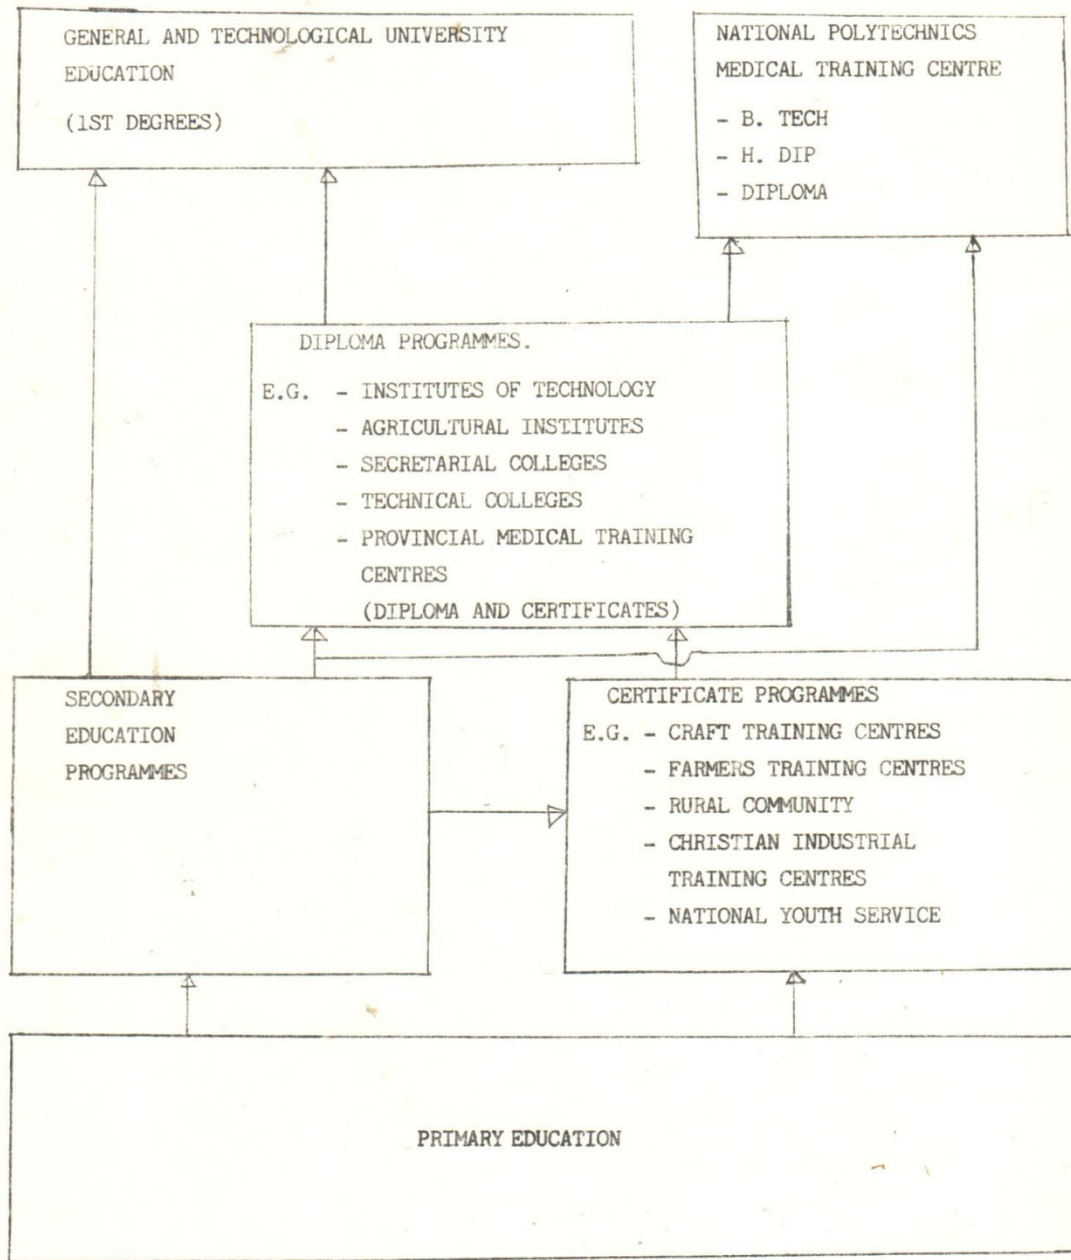 GENERAL AND TECHNOLOGICAL UNIVERSITY
EDUCATION
(1ST DEGREES)
NATIONAL POLYTECHNICS
MEDICAL TRAINING CENTRE
- B. TECH
- H. DIP
- DIPLOMA
DIPLOMA PROGRAMMES.
E.G. - INSTITUTES OF TECHNOLOGY
- AGRICULTURAL INSTITUTES
- SECRETARIAL COLLEGES
- TECHNICAL COLLEGES
- PROVINCIAL MEDICAL TRAINING
CENTRES
(DIPLOMA AND CERTIFICATES)
SECONDARY
EDUCATION
PROGRAMMES
CERTIFICATE PROGRAMMES
E.G. - CRAFT TRAINING CENTRES
- FARMERS TRAINING CENTRES
- RURAL COMMUNITY
- CHRISTIAN INDUSTRIAL
TRAINING CENTRES
- NATIONAL YOUTH SERVICE
PRIMARY EDUCATION